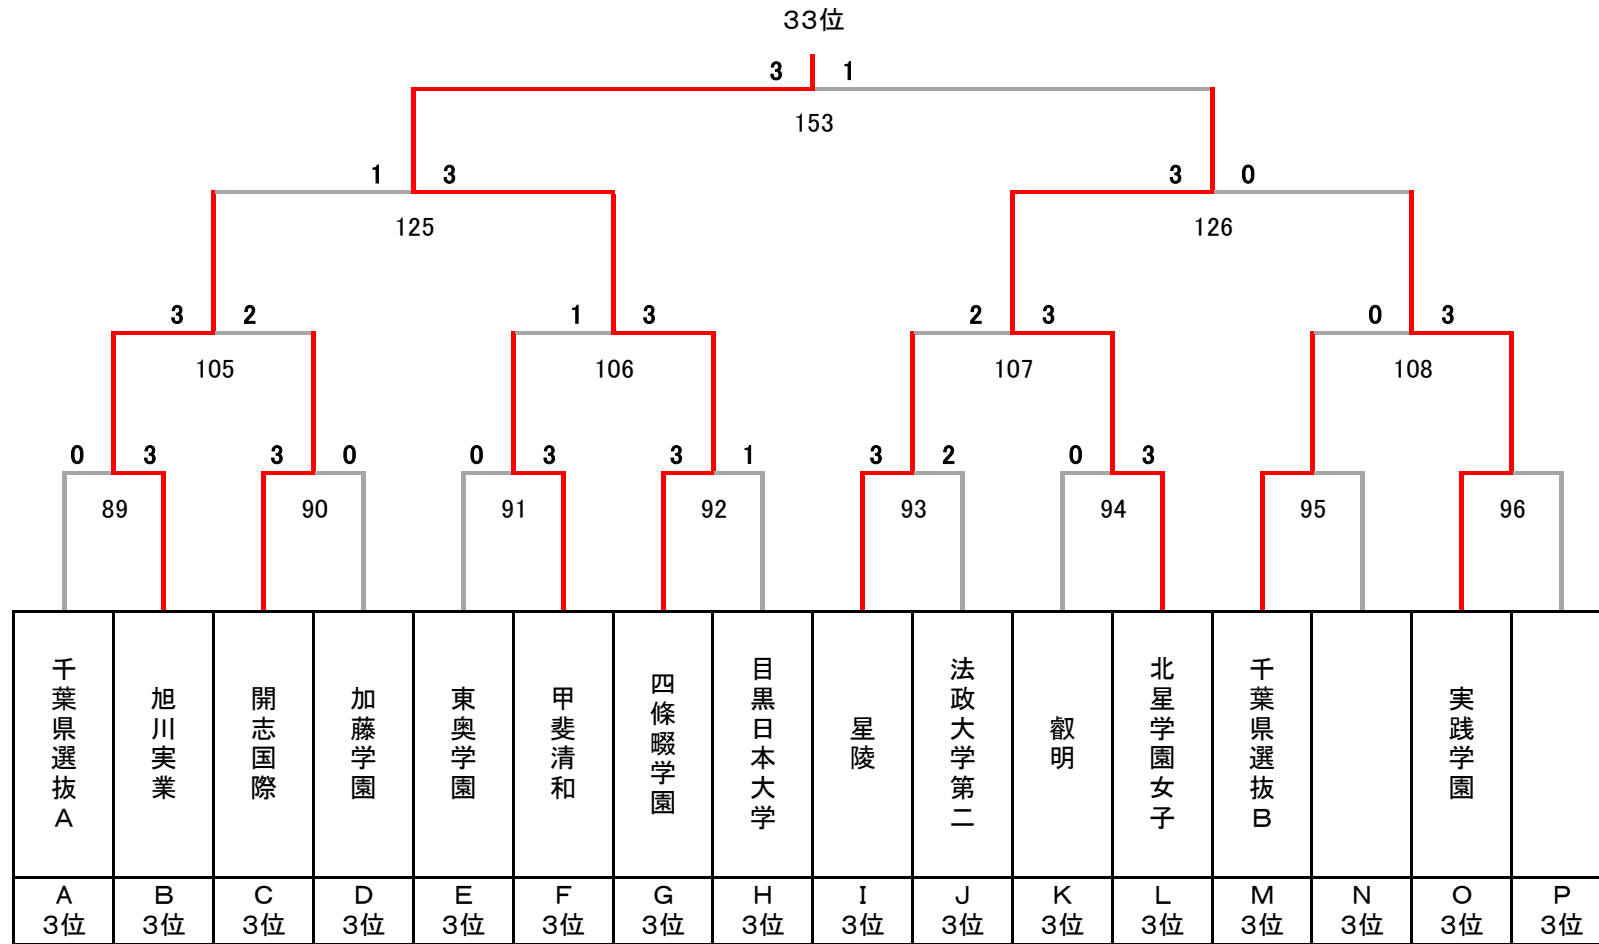 33位
3 1
153
1 3 3 0
125 126
3 2 1 3 2 3 0 3
105 106 107 108
0 3 3 0 0 3 3 1 3 2 0 3
89 90 91 92 93 94 95 96
千葉県選抜A
旭川実業
開志国際
加藤学園
東奥学園
甲斐清和
四條畷学園
目黒日本大学
星陵
法政大学第二
叡明
北星学園女子
千葉県選抜B
実践学園
A B C D E F G H I J K L M N O P
3位 3位 3位 3位 3位 3位 3位 3位 3位 3位 3位 3位 3位 3位 3位 3位